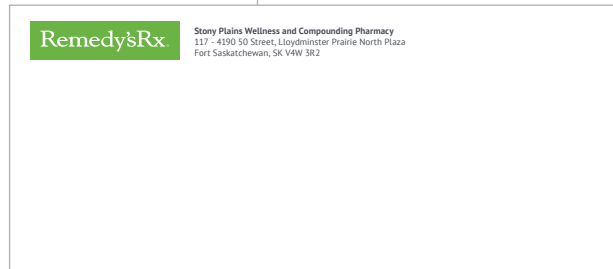 Remedy'sRx.
Stony Plains Wellness and Compounding Pharmacy
117 - 4190 50 Street, Lloydminster Prairie North Plaza
Fort Saskatchewan, SK V4W 3R2